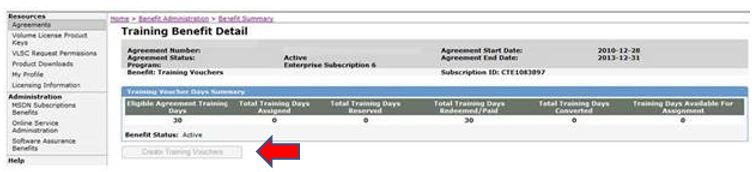 Resources
Agreements
Volume License Product
Keys
VLSC Request Permissions
Product Downloads
My Profile
Licensing Information
Administration
MSDN Subscriptions
Benefits
Online Service
Administration
Software Assurance
Benefits
Help
Home > Benefit Administration > Benefit Summary
Training Benefit Detail
Agreement Number: Agreement Start Date: 2010-12-28
Agreement Status: Active Agreement End Date: 2013-12-31
Program: Enterprise Subscription 6
Benefit: Training Vouchers Subscription ID: CTE1083897
Training Voucher Days Summary
Eligible Agreement Training Days Total Training Days Assigned Total Training Days Reserved Total Training Days Redeemed/Paid Total Training Days Converted Training Days Available For Assignment
30 0 0 30 0 0
Benefit Status: Active
Create Training Vouchers